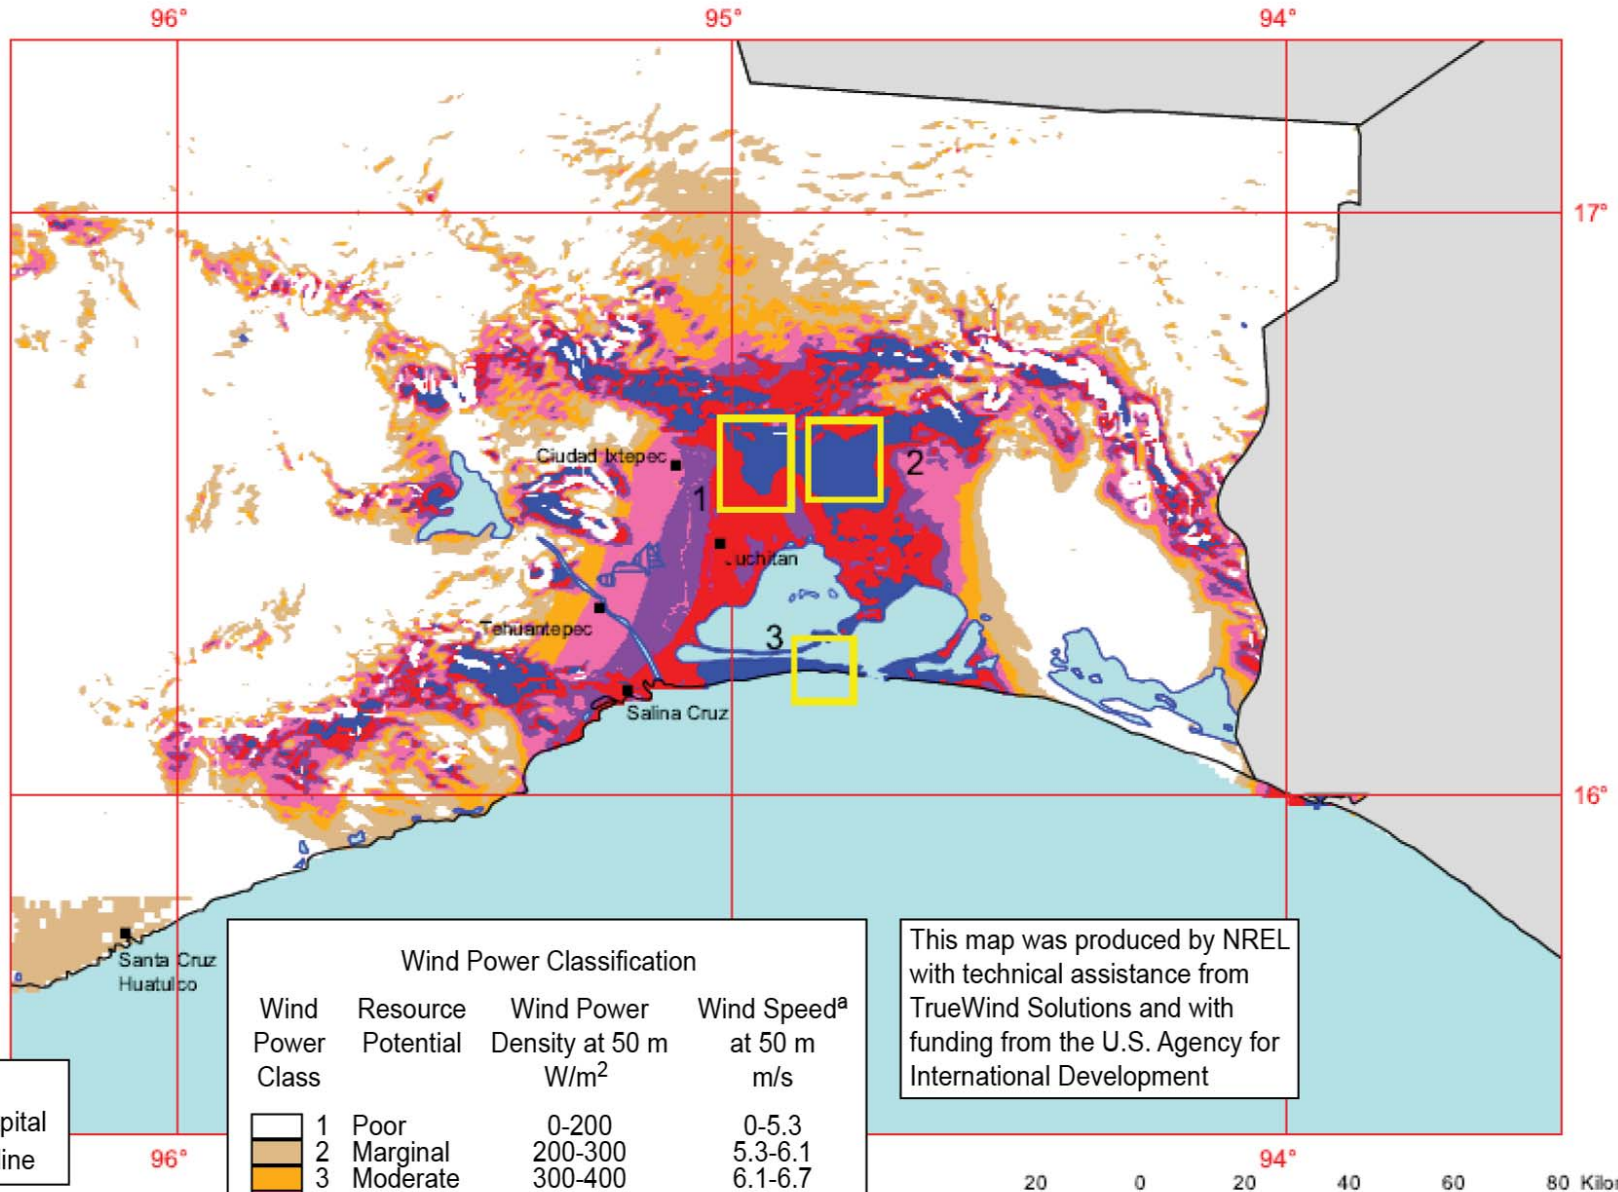 96°
95°
94°
17°
Ciudad Ixtepec
2
1
uchitan
Tehuantepec
3
Salina Cruz
16°
Santa Cruz
Huatulco
Wind Power Classification
Wind Resource Wind Power Wind Speedᵃ
Power Potential Density at 50 m at 50 m
Class W/m² m/s
1 Poor 0-200 0-5.3
2 Marginal 200-300 5.3-6.1
3 Moderate 300-400 6.1-6.7
This map was produced by NREL
with technical assistance from
TrueWind Solutions and with
funding from the U.S. Agency for
International Development
pital
line
96°
94°
20 0 20 40 60 80 Kilo